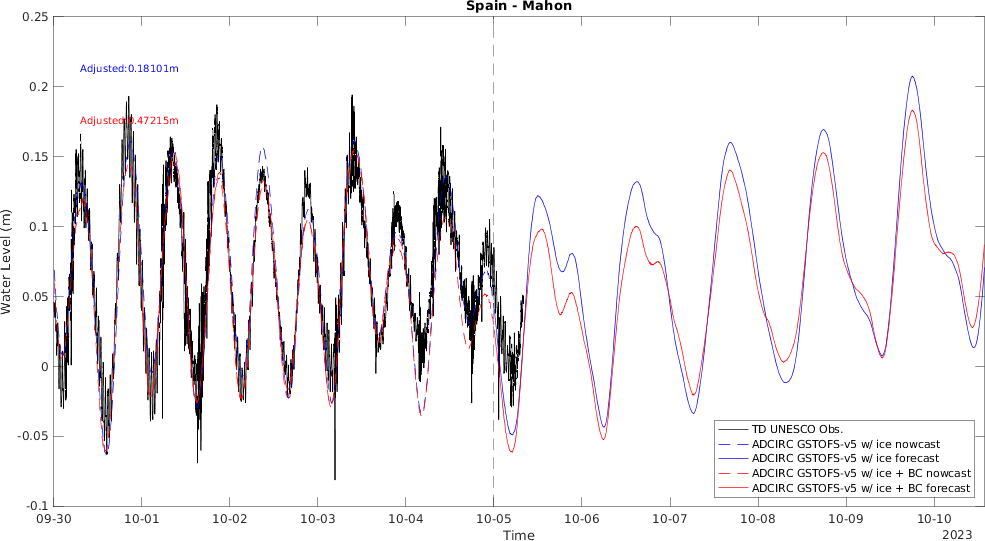 Spain - Mahon
0.25
0.2
0.15
0.1
0.05
0
-0.05
-0.1
Water Level (m)
Adjusted:0.18101m
Adjusted:0.47215m
TD UNESCO Obs.
ADCIRC GSTOFS-v5 w/ ice nowcast
ADCIRC GSTOFS-v5 w/ ice forecast
ADCIRC GSTOFS-v5 w/ ice + BC nowcast
ADCIRC GSTOFS-v5 w/ ice + BC forecast
09-30 10-01 10-02 10-03 10-04 10-05 10-06 10-07 10-08 10-09 10-10
Time
2023